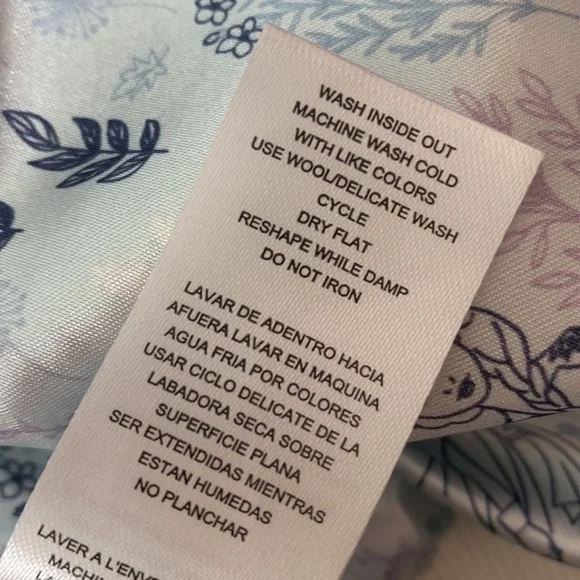 WASH INSIDE OUT
MACHINE WASH COLD
WITH LIKE COLORS
USE WOOL/DELICATE WASH
CYCLE
DRY FLAT
RESHAPE WHILE DAMP
DO NOT IRON
LAVAR DE ADENTRO HACIA
AFUERA LAVAR EN MAQUINA
AGUA FRIA POR COLORES
USAR CICLO DELICATE DE LA
LABADORA SECA SOBRE
SUPERFICIE PLANA
SER EXTENDIDAS MIENTRAS
ESTAN HUMEDAS
NO PLANCHAR
LAVER A L'ENVE